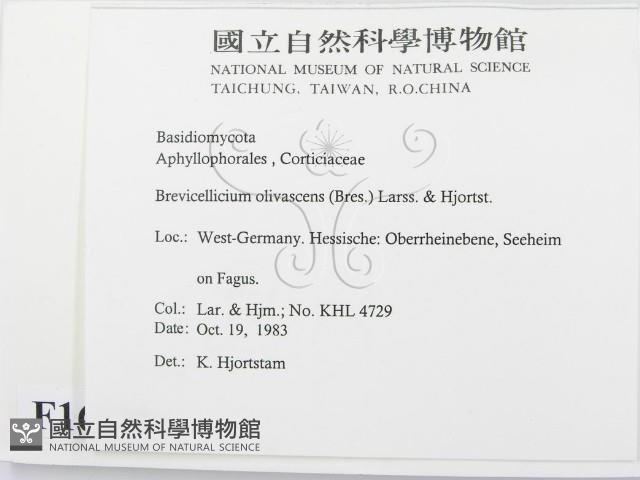 國立自然科學博物館
NATIONAL MUSEUM OF NATURAL SCIENCE
TAICHUNG, TAIWAN, R.O.CHINA
Basidiomycota
Aphyllophorales , Corticiaceae
Brevicellicium olivascens (Bres.) Larss. & Hjortst.
Loc.: West-Germany. Hessische: Oberrheinebene, Seeheim
on Fagus.
Col.: Lar. & Hjm.; No. KHL 4729
Date: Oct. 19, 1983
Det.: K. Hjortstam
國立自然科學博物館
NATIONAL MUSEUM OF NATURAL SCIENCE